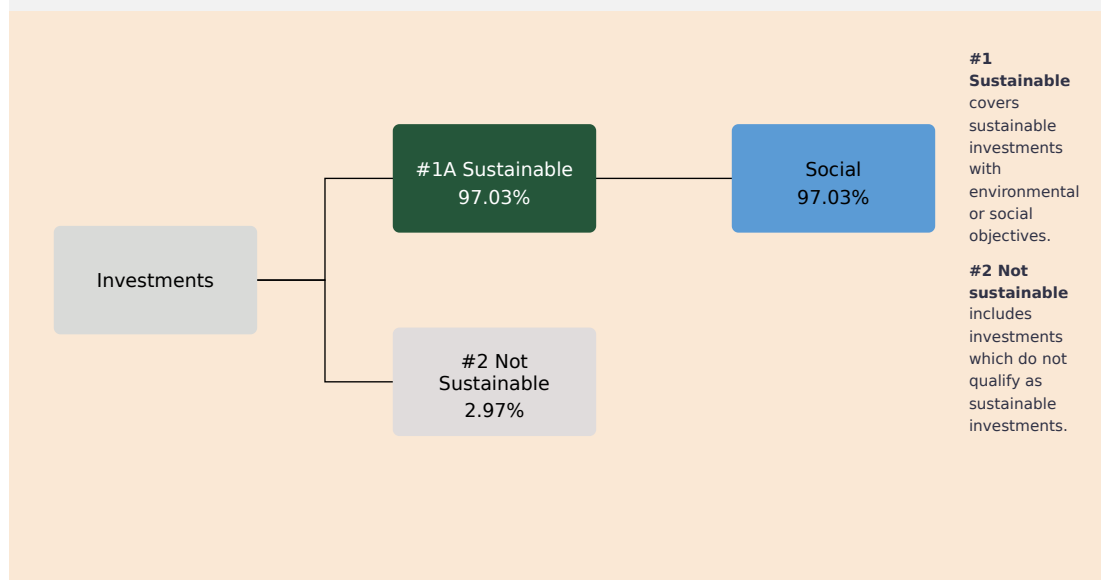 Investments
#1A Sustainable
97.03%
Social
97.03%
#2 Not
Sustainable
2.97%
#1
Sustainable
covers
sustainable
investments
with
environmental
or social
objectives.
#2 Not
sustainable
includes
investments
which do not
qualify as
sustainable
investments.